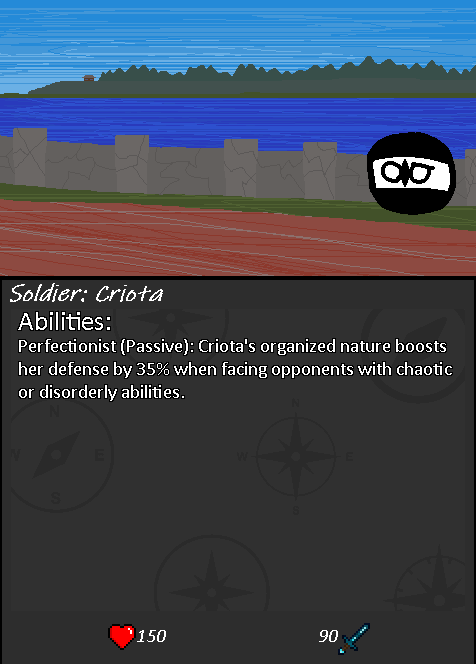 Soldier: Criota
Abilities:
Perfectionist (Passive): Criota's organized nature boosts
her defense by 35% when facing opponents with chaotic
or disorderly abilities.
N
E
S
N
W E
S
150
90